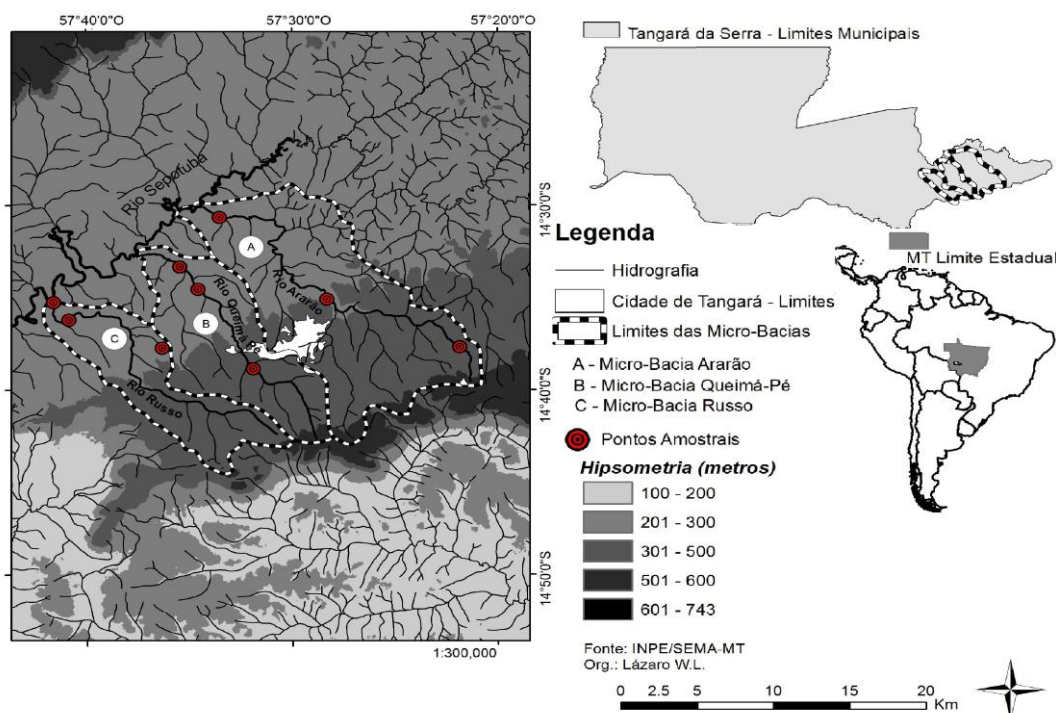 57°40'0"O
57°30'0"O
57°20'0"O
Rio Sepotuba
A
Rio Ararão
Rio Queimá Pé
B
C
Rio Russo
14°30'0"S
14°40'0"S
14°50'0"S
1:300,000
Tangará da Serra - Limites Municipais
Legenda
MT Limite Estadual
Hidrografia
Cidade de Tangará - Limites
Limites das Micro-Bacias
A - Micro-Bacia Ararão
B - Micro-Bacia Queimá-Pé
C - Micro-Bacia Russo
Pontos Amostrais
Hipsometria (metros)
100 - 200
201 - 300
301 - 500
501 - 600
601 - 743
Fonte: INPE/SEMA-MT
Org.: Lázaro W.L.
0 2.5 5 10 15 20
Km